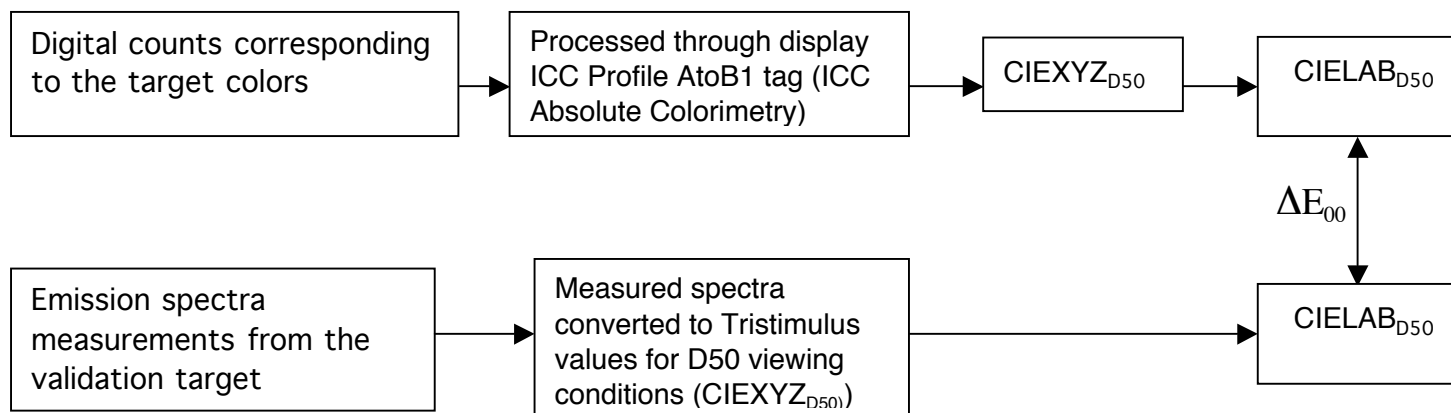 Digital counts corresponding
to the target colors
Processed through display
ICC Profile AtoB1 tag (ICC
Absolute Colorimetry)
CIEXYZD50
CIELABD50
ΔE00
Emission spectra
measurements from the
validation target
Measured spectra
converted to Tristimulus
values for D50 viewing
conditions (CIEXYZD50)
CIELABD50